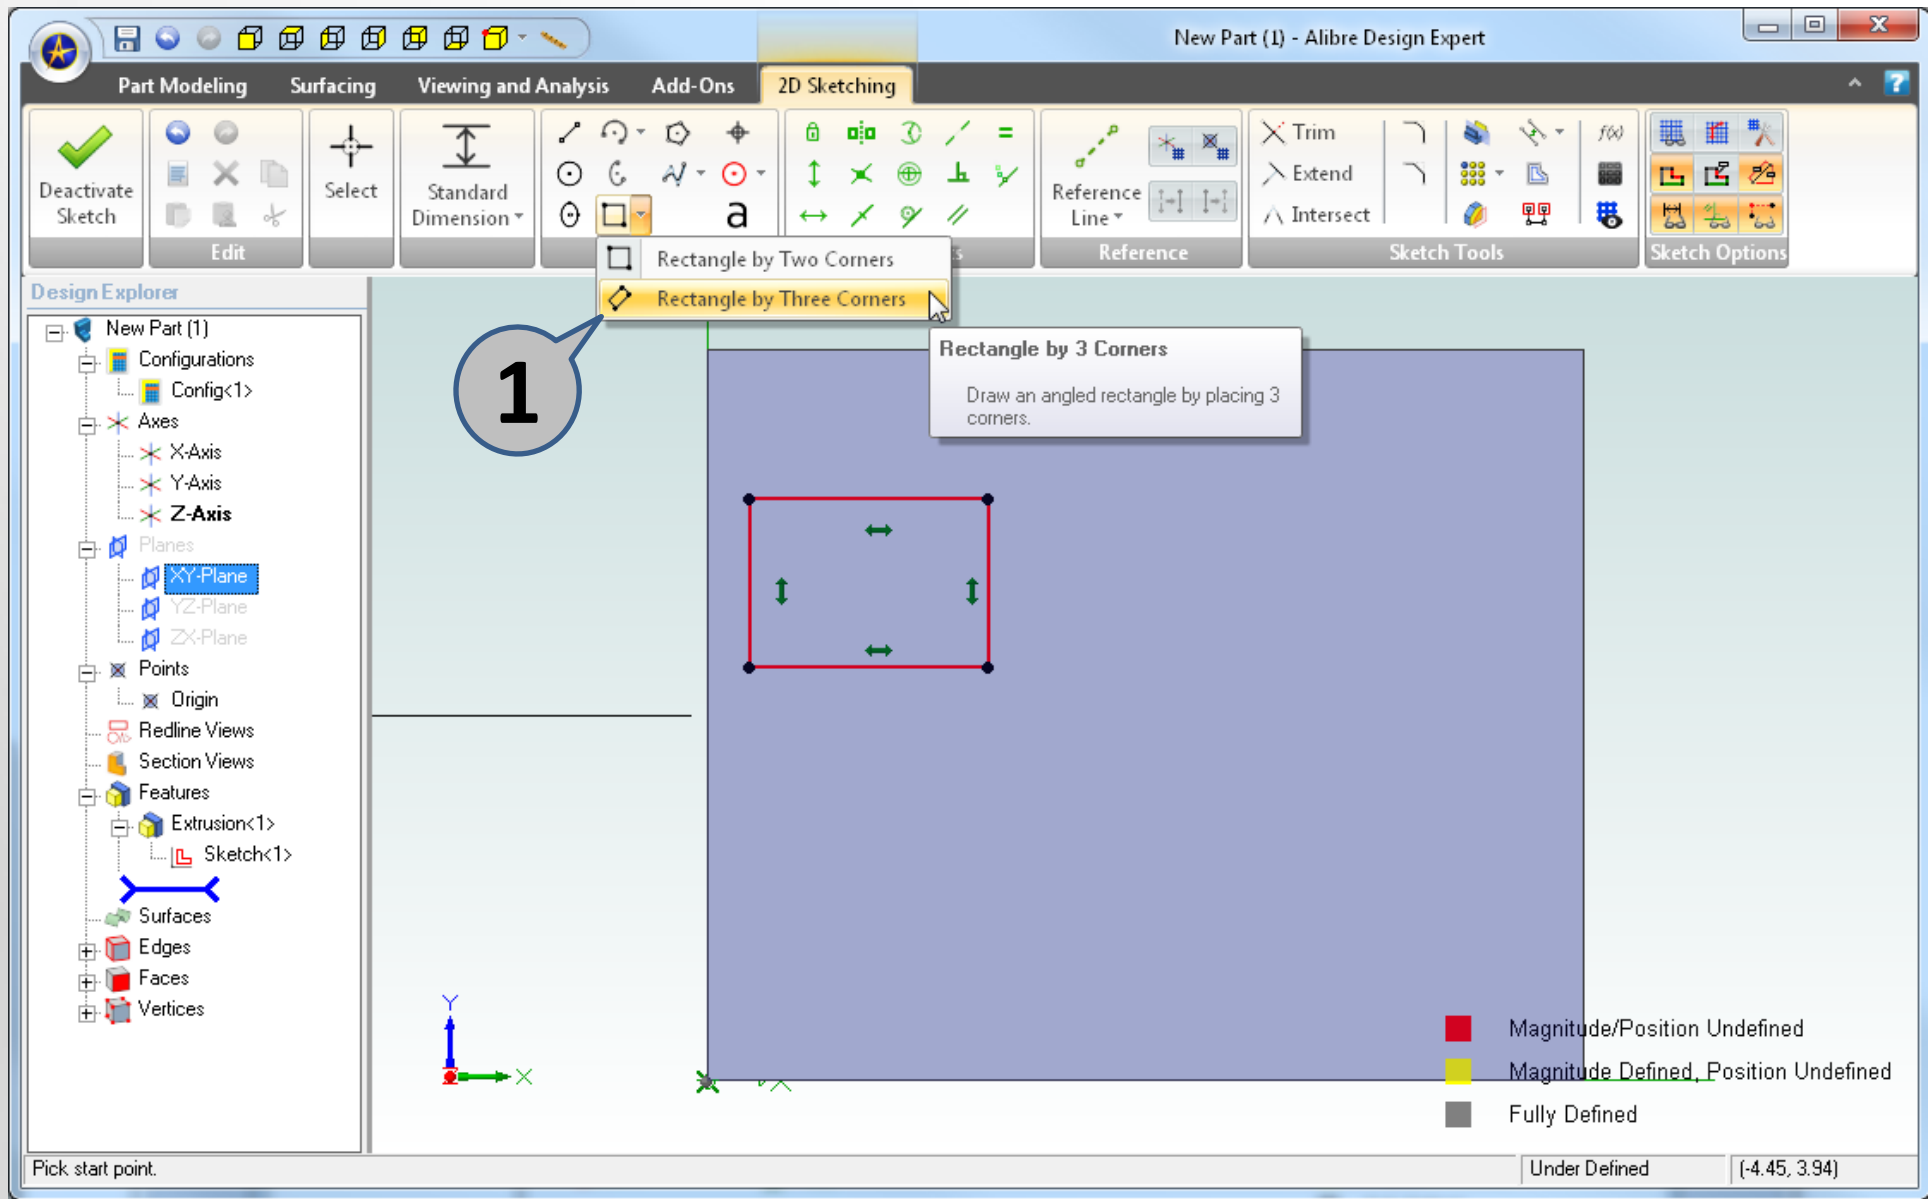 New Part (1) - Alibre Design Expert
Part Modeling Surfacing Viewing and Analysis Add-Ons 2D Sketching
Deactivate Sketch
Edit
Select
Standard Dimension
a
Reference Line
Reference
Trim
Extend
Intersect
f(x)
Sketch Tools
Sketch Options
Rectangle by Two Corners
Rectangle by Three Corners
1
Rectangle by 3 Corners
Draw an angled rectangle by placing 3
corners.
Design Explorer
New Part (1)
Configurations
Config<1>
Axes
X-Axis
Y-Axis
Z-Axis
Planes
XY-Plane
YZ-Plane
ZX-Plane
Points
Origin
Redline Views
Section Views
Features
Extrusion<1>
Sketch<1>
Surfaces
Edges
Faces
Vertices
Y
X
Magnitude/Position Undefined
Magnitude Defined, Position Undefined
Fully Defined
Pick start point.
Under Defined
(-4.45, 3.94)